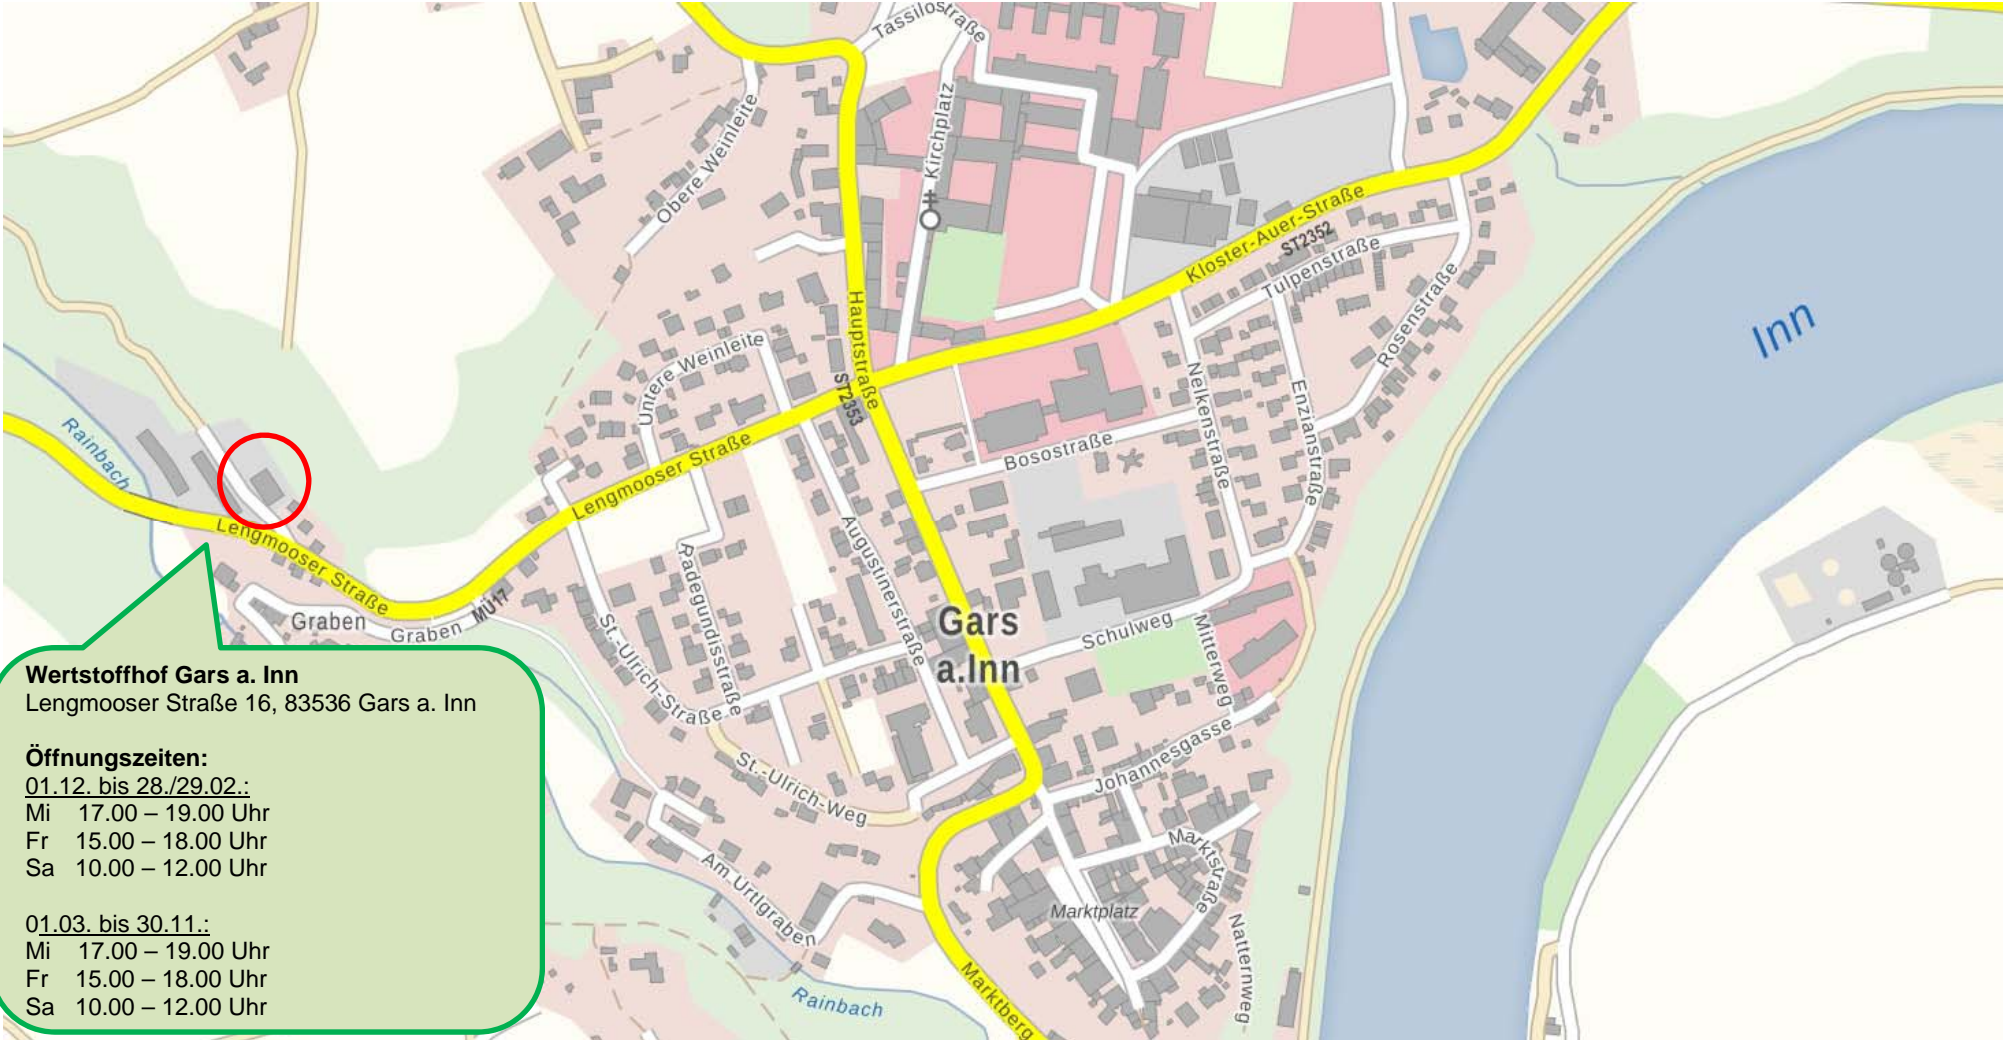 Tassilostraße
Kirchplatz
Obere Weinleite
Hauptstraße
Kloster-Auer-Straße
ST2352
Tulpenstraße
Rosenstraße
Inn
Untere Weinleite
ST2353
Nelkenstraße
Enzianstraße
Rainbach
Lengmooser Straße
Bosostraße
Lengmooser Straße
Augustinerstraße
Radegundisstraße
Graben
Graben
MÜ17
St.-Ulrich-Straße
Gars
a.Inn
Schulweg
Mitterweg
Wertstoffhof Gars a. Inn
Lengmooser Straße 16, 83536 Gars a. Inn
Öffnungszeiten:
01.12. bis 28./29.02.:
Mi 17.00 – 19.00 Uhr
Fr 15.00 – 18.00 Uhr
Sa 10.00 – 12.00 Uhr
01.03. bis 30.11.:
Mi 17.00 – 19.00 Uhr
Fr 15.00 – 18.00 Uhr
Sa 10.00 – 12.00 Uhr
St.-Ulrich-Weg
Johannesgasse
Am Urtlgraben
Marktstraße
Marktplatz
Natternweg
Marktberg
Rainbach